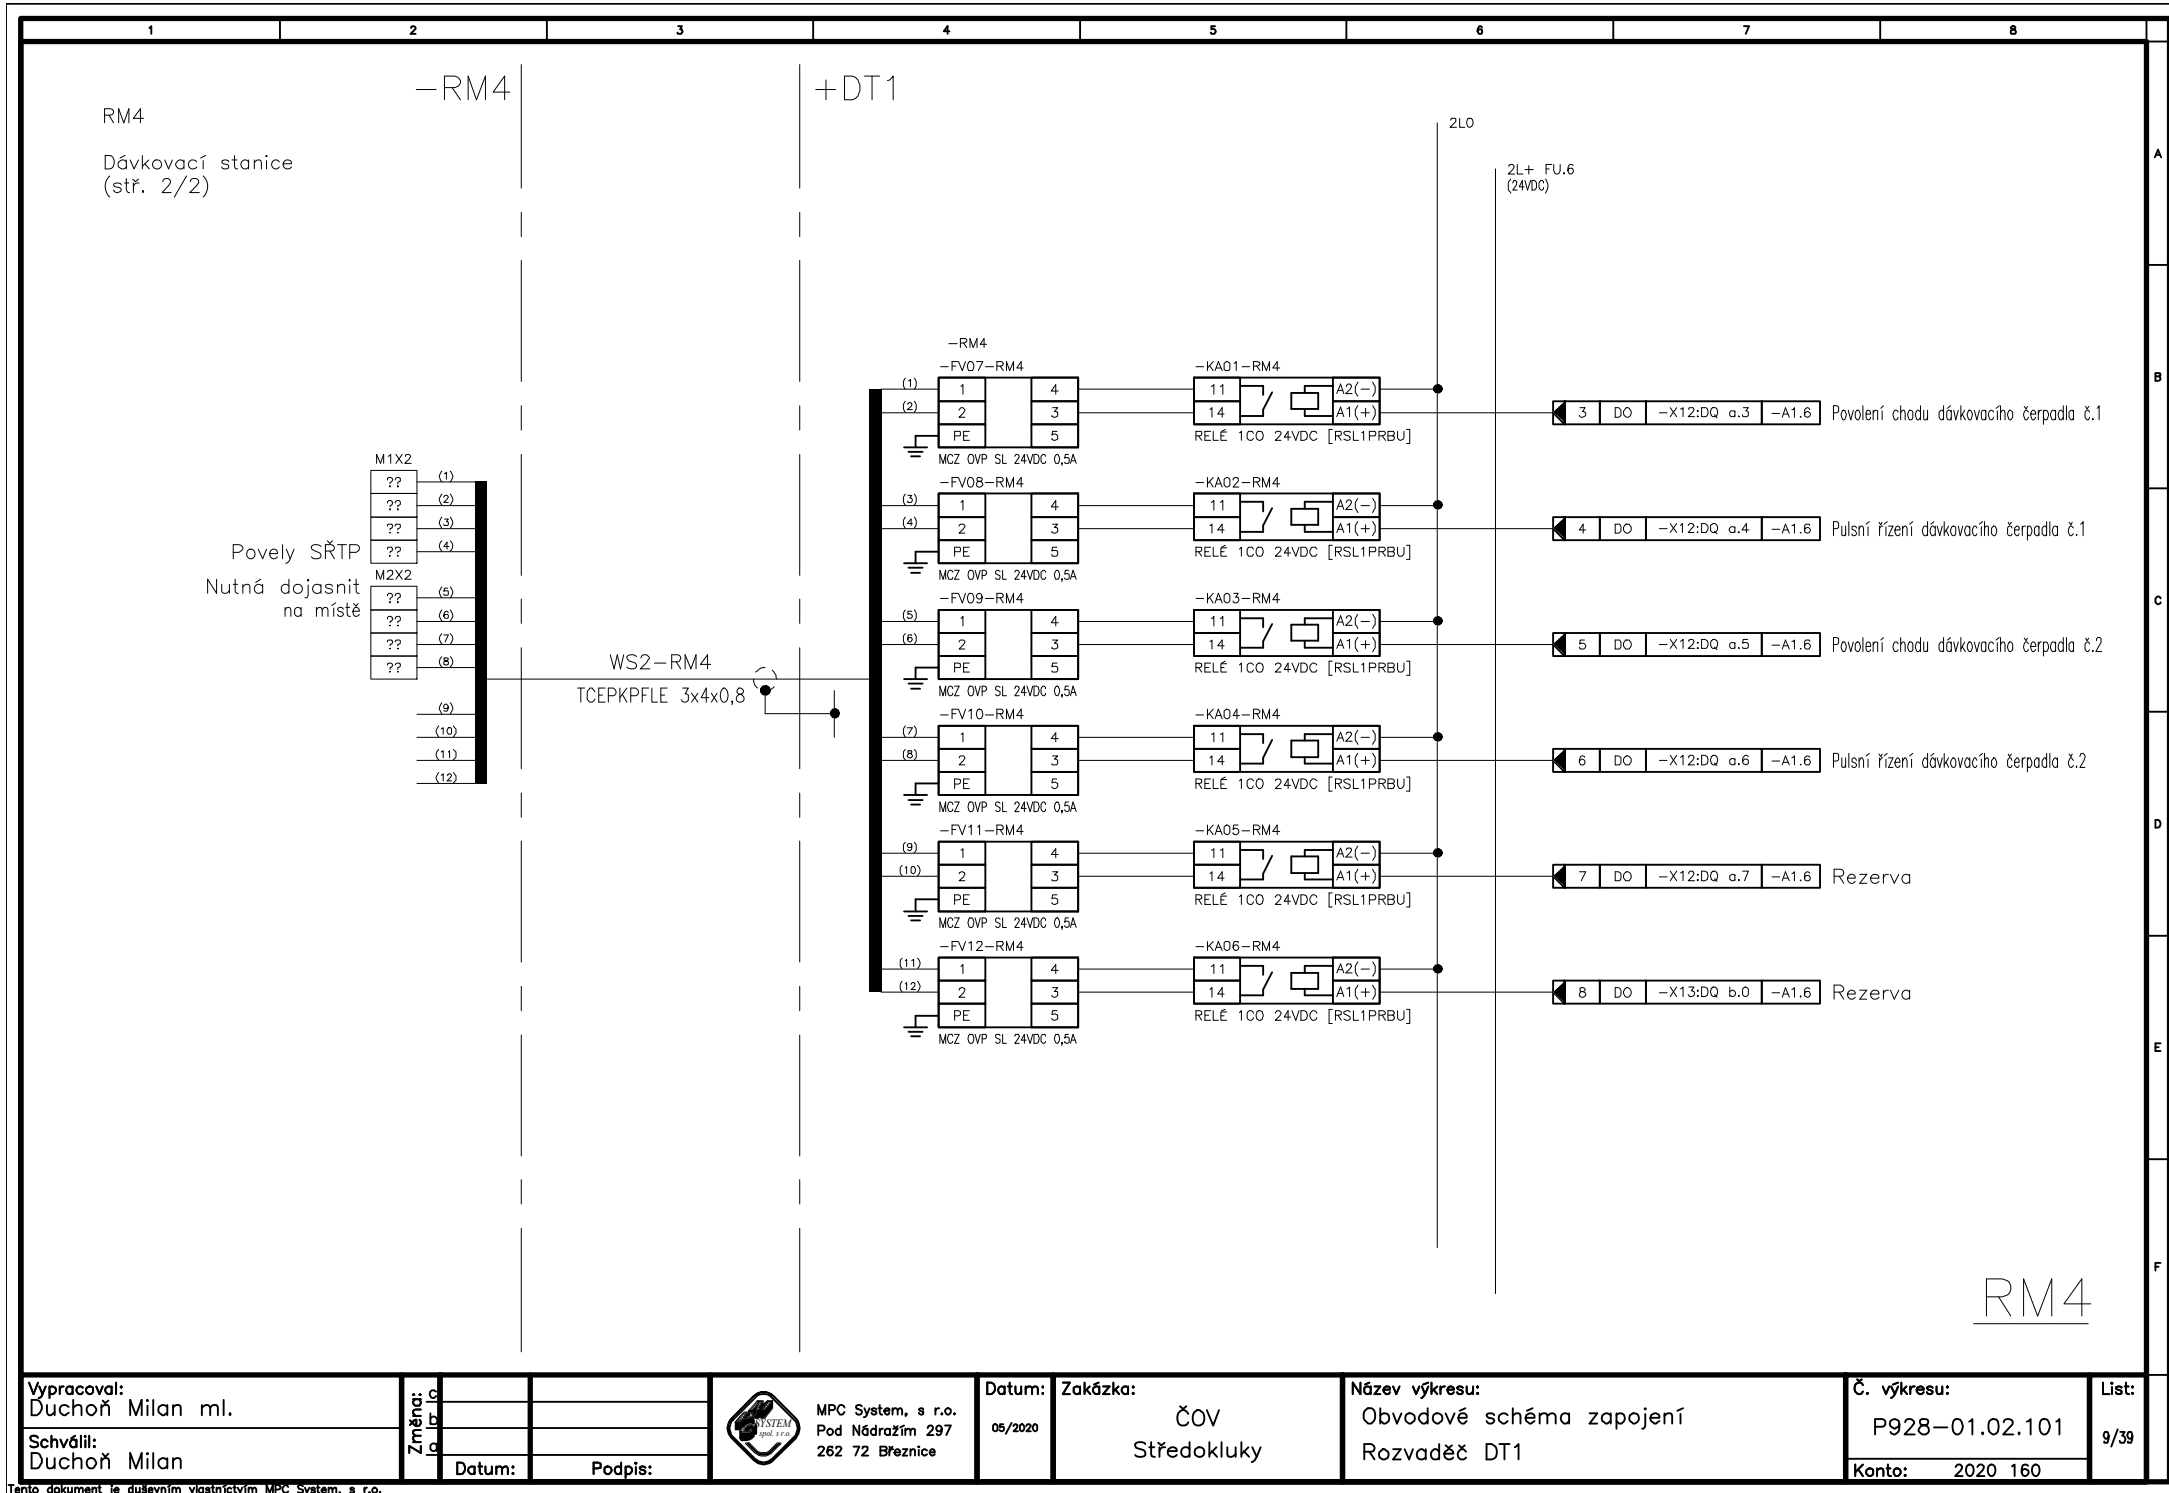 1 2 3 4 5 6 7 8
A
B
C
D
E
F
-RM4
+DT1
RM4
Dávkovací stanice
(stř. 2/2)
2L0
2L+ FU.6
(24VDC)
M1X2
?? (1)
?? (2)
?? (3)
?? (4)
Povely SŘTP
M2X2
Nutná dojasnit
na místě
?? (5)
?? (6)
?? (7)
?? (8)
(9)
(10)
(11)
(12)
WS2-RM4
TCEPKPFLE 3x4x0,8
-RM4
-FV07-RM4 -KA01-RM4
(1) 1 4 11 A2(-)
(2) 2 3 14 A1(+) 3 DO -X12:DQ a.3 -A1.6 Povolení chodu dávkovacího čerpadla č.1
PE 5 RELÉ 1CO 24VDC [RSL1PRBU]
MCZ OVP SL 24VDC 0,5A
-FV08-RM4 -KA02-RM4
(3) 1 4 11 A2(-)
(4) 2 3 14 A1(+) 4 DO -X12:DQ a.4 -A1.6 Pulsní řízení dávkovacího čerpadla č.1
PE 5 RELÉ 1CO 24VDC [RSL1PRBU]
MCZ OVP SL 24VDC 0,5A
-FV09-RM4 -KA03-RM4
(5) 1 4 11 A2(-)
(6) 2 3 14 A1(+) 5 DO -X12:DQ a.5 -A1.6 Povolení chodu dávkovacího čerpadla č.2
PE 5 RELÉ 1CO 24VDC [RSL1PRBU]
MCZ OVP SL 24VDC 0,5A
-FV10-RM4 -KA04-RM4
(7) 1 4 11 A2(-)
(8) 2 3 14 A1(+) 6 DO -X12:DQ a.6 -A1.6 Pulsní řízení dávkovacího čerpadla č.2
PE 5 RELÉ 1CO 24VDC [RSL1PRBU]
MCZ OVP SL 24VDC 0,5A
-FV11-RM4 -KA05-RM4
(9) 1 4 11 A2(-)
(10) 2 3 14 A1(+) 7 DO -X12:DQ a.7 -A1.6 Rezerva
PE 5 RELÉ 1CO 24VDC [RSL1PRBU]
MCZ OVP SL 24VDC 0,5A
-FV12-RM4 -KA06-RM4
(11) 1 4 11 A2(-)
(12) 2 3 14 A1(+) 8 DO -X13:DQ b.0 -A1.6 Rezerva
PE 5 RELÉ 1CO 24VDC [RSL1PRBU]
MCZ OVP SL 24VDC 0,5A
RM4
Vypracoval:
Duchoň Milan ml.
Schválil:
Duchoň Milan
Změna:
c
b
a
Datum: Podpis:
SYSTEM
spol. s r.o.
MPC System, s r.o.
Pod Nádražím 297
262 72 Březnice
Datum:
05/2020
Zakázka:
ČOV
Středokluky
Název výkresu:
Obvodové schéma zapojení
Rozvaděč DT1
Č. výkresu:
P928-01.02.101
Konto: 2020 160
List:
9/39
Tento dokument je duševním vlastnictvím MPC System, s r.o.